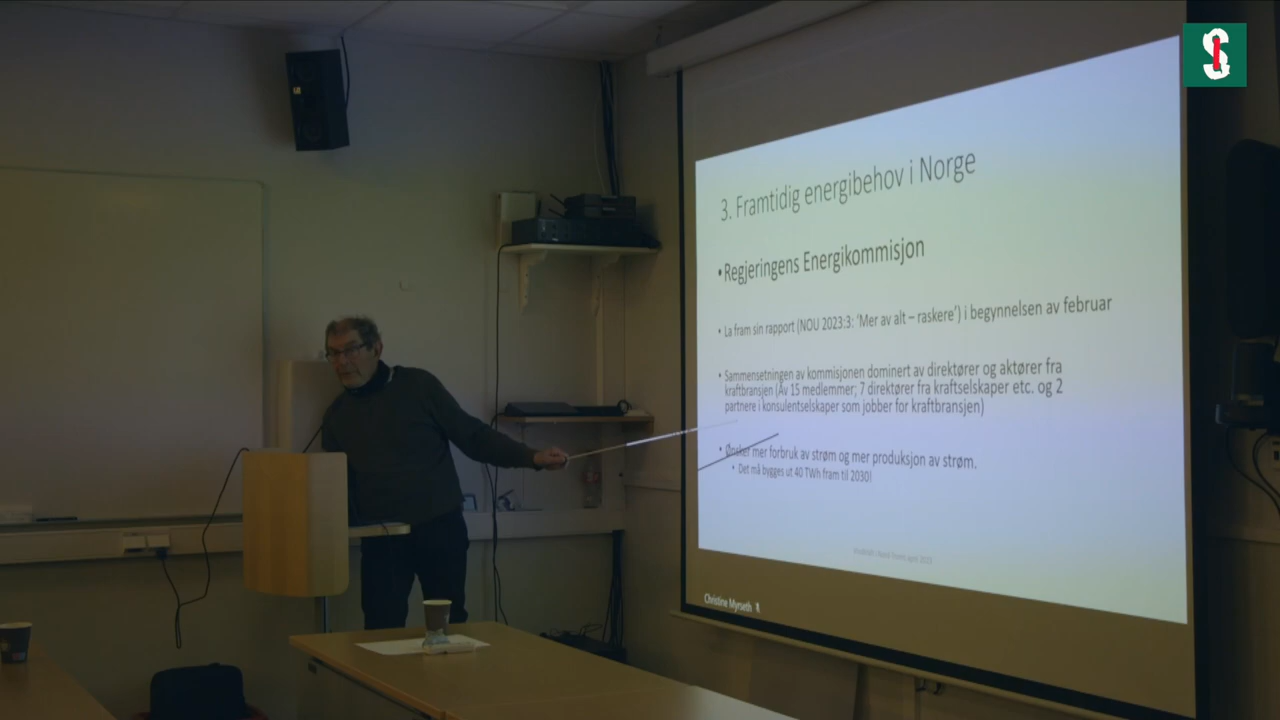 3. Framtidig energibehov i Norge
• Regjeringens Energikommisjon
• La fram sin rapport (NOU 2023:3: 'Mer av alt – raskere') i begynnelsen av februar
• Sammensetningen av kommisjonen dominert av direktører og aktører fra
kraftbransjen (Av 15 medlemmer; 7 direktører fra kraftselskaper etc. og 2
partnere i konsulentselskaper som jobber for kraftbransjen)
• Ønsker mer forbruk av strøm og mer produksjon av strøm.
• Det må bygges ut 40 TWh fram til 2030!
april 2023
Christine Myrseth